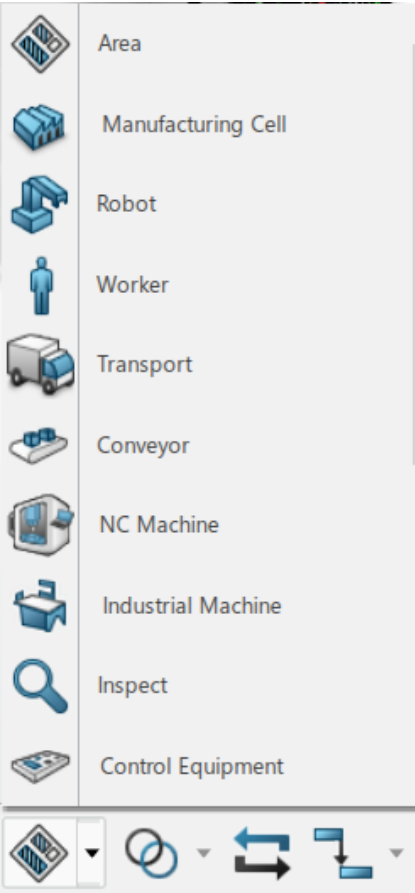 Area
Manufacturing Cell
Robot
Worker
Transport
Conveyor
NC Machine
Industrial Machine
Inspect
Control Equipment